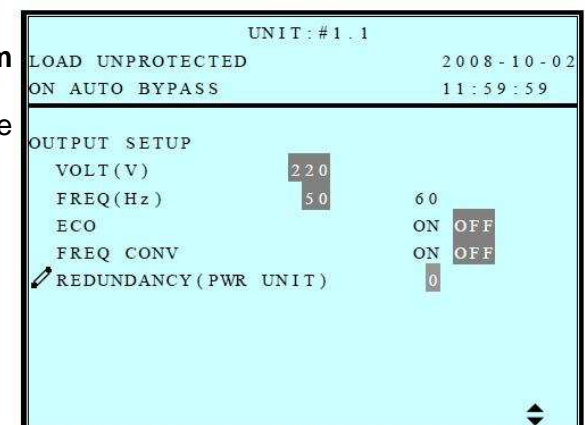 UNIT:#1.1
m
LOAD UNPROTECTED 2008-10-02
ON AUTO BYPASS 11:59:59
e
OUTPUT SETUP
VOLT(V) 220
FREQ(Hz) 50 60
ECO ON OFF
FREQ CONV ON OFF
REDUNDANCY(PWR UNIT) 0